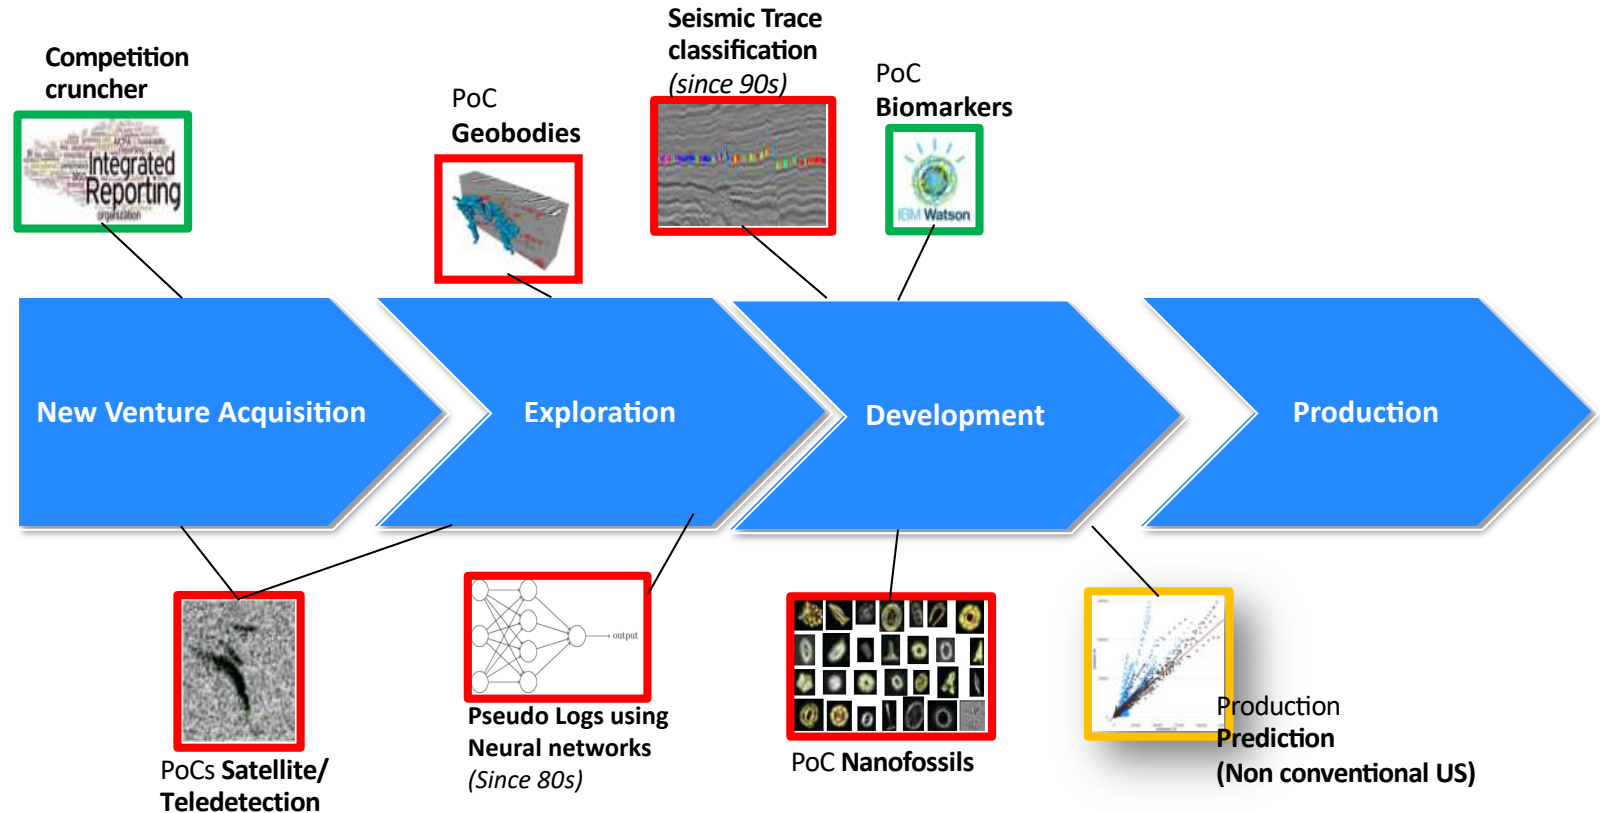 Competition
cruncher
Integrated
Reporting
organization
PoC
Geobodies
Seismic Trace
classification
(since 90s)
PoC
Biomarkers
IBM Watson
New Venture Acquisition
Exploration
Development
Production
output
PoCs Satellite/
Teledetection
Pseudo Logs using
Neural networks
(Since 80s)
PoC Nanofossils
Production
Prediction
(Non conventional US)